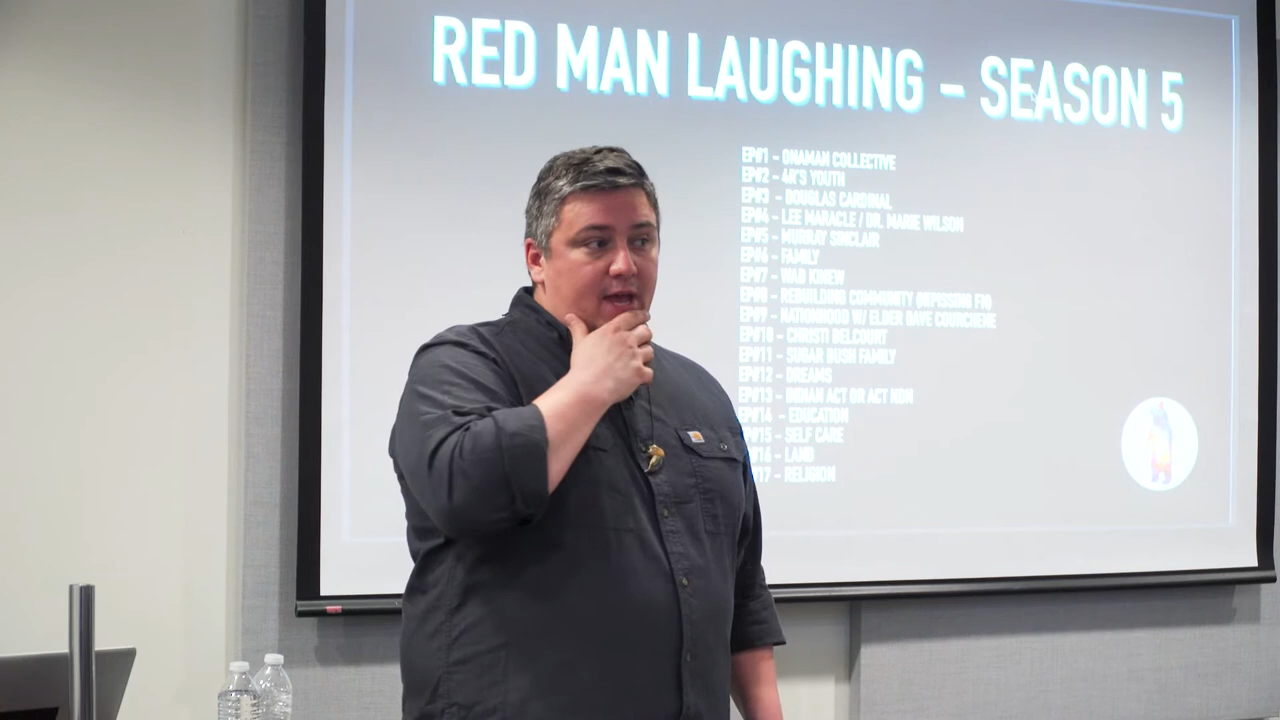 RED MAN LAUGHING – SEASON 5
EP#1 - ONAMAN COLLECTIVE
EP#2 - 4R'S YOUTH
EP#3 - DOUGLAS CARDINAL
EP#4 - LEE MARACLE / DR. MARIE WILSON
EP#5 - MURRAY SINCLAIR
EP#6 - FAMILY
EP#7 - WAB KINEW
EP#8 - REBUILDING COMMUNITY (NIPISSING FN)
EP#9 - NATIONHOOD W/ ELDER DAVE COURCHENE
EP#10 - CHRISTI BELCOURT
EP#11 - SUGAR BUSH FAMILY
EP#12 - DREAMS
EP#13 - INDIAN ACT OR ACT NDN
EP#14 - EDUCATION
P#15 - SELF CARE
#16 - LAND
#17 - RELIGION